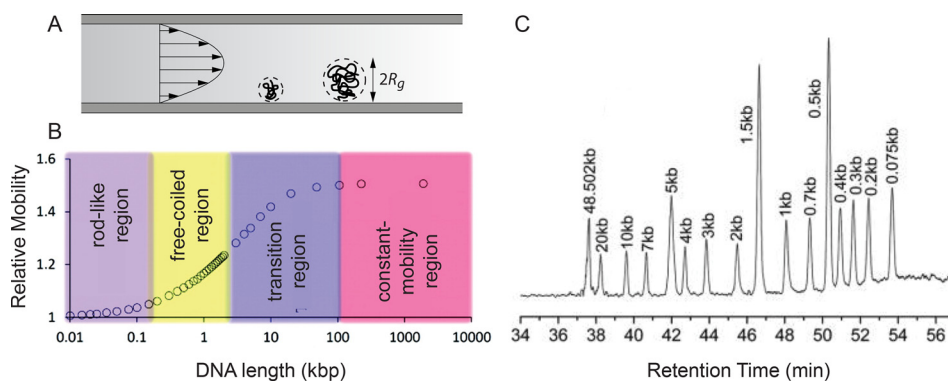 A
2Rg
B
Relative Mobility
1.6
1.4
1.2
1
rod-like
region
free-coiled
region
transition
region
constant-
mobility
region
0.01
0.1
1
10
100
1000
10000
DNA length (kbp)
C
48.502kb
20kb
10kb
7kb
5kb
4kb
3kb
2kb
1.5kb
1kb
0.7kb
0.5kb
0.4kb
0.3kb
0.2kb
0.075kb
34 36 38 40 42 44 46 48 50 52 54 56
Retention Time (min)